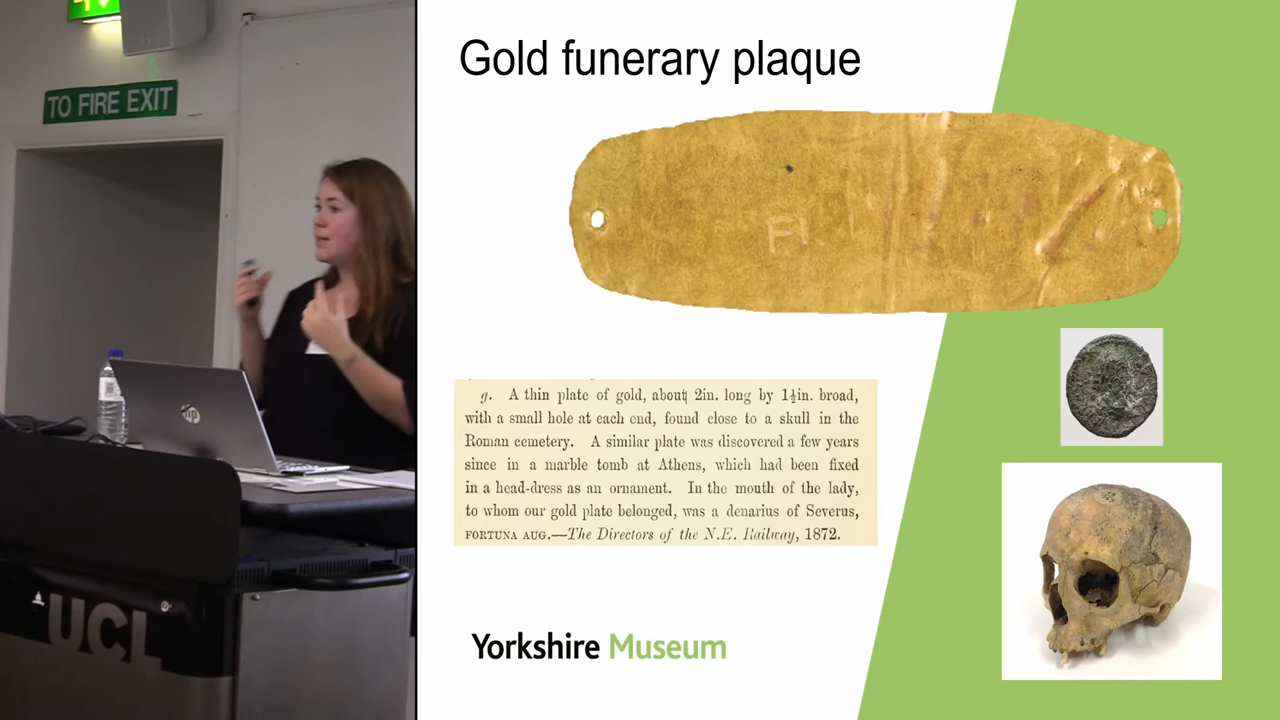 TO FIRE EXIT
hp
UCL
Gold funerary plaque
FI
g. A thin plate of gold, about 2in. long by 1½in. broad,
with a small hole at each end, found close to a skull in the
Roman cemetery. A similar plate was discovered a few years
since in a marble tomb at Athens, which had been fixed
in a head-dress as an ornament. In the mouth of the lady,
to whom our gold plate belonged, was a denarius of Severus,
FORTUNA AUG.—The Directors of the N.E. Railway, 1872.
Yorkshire Museum